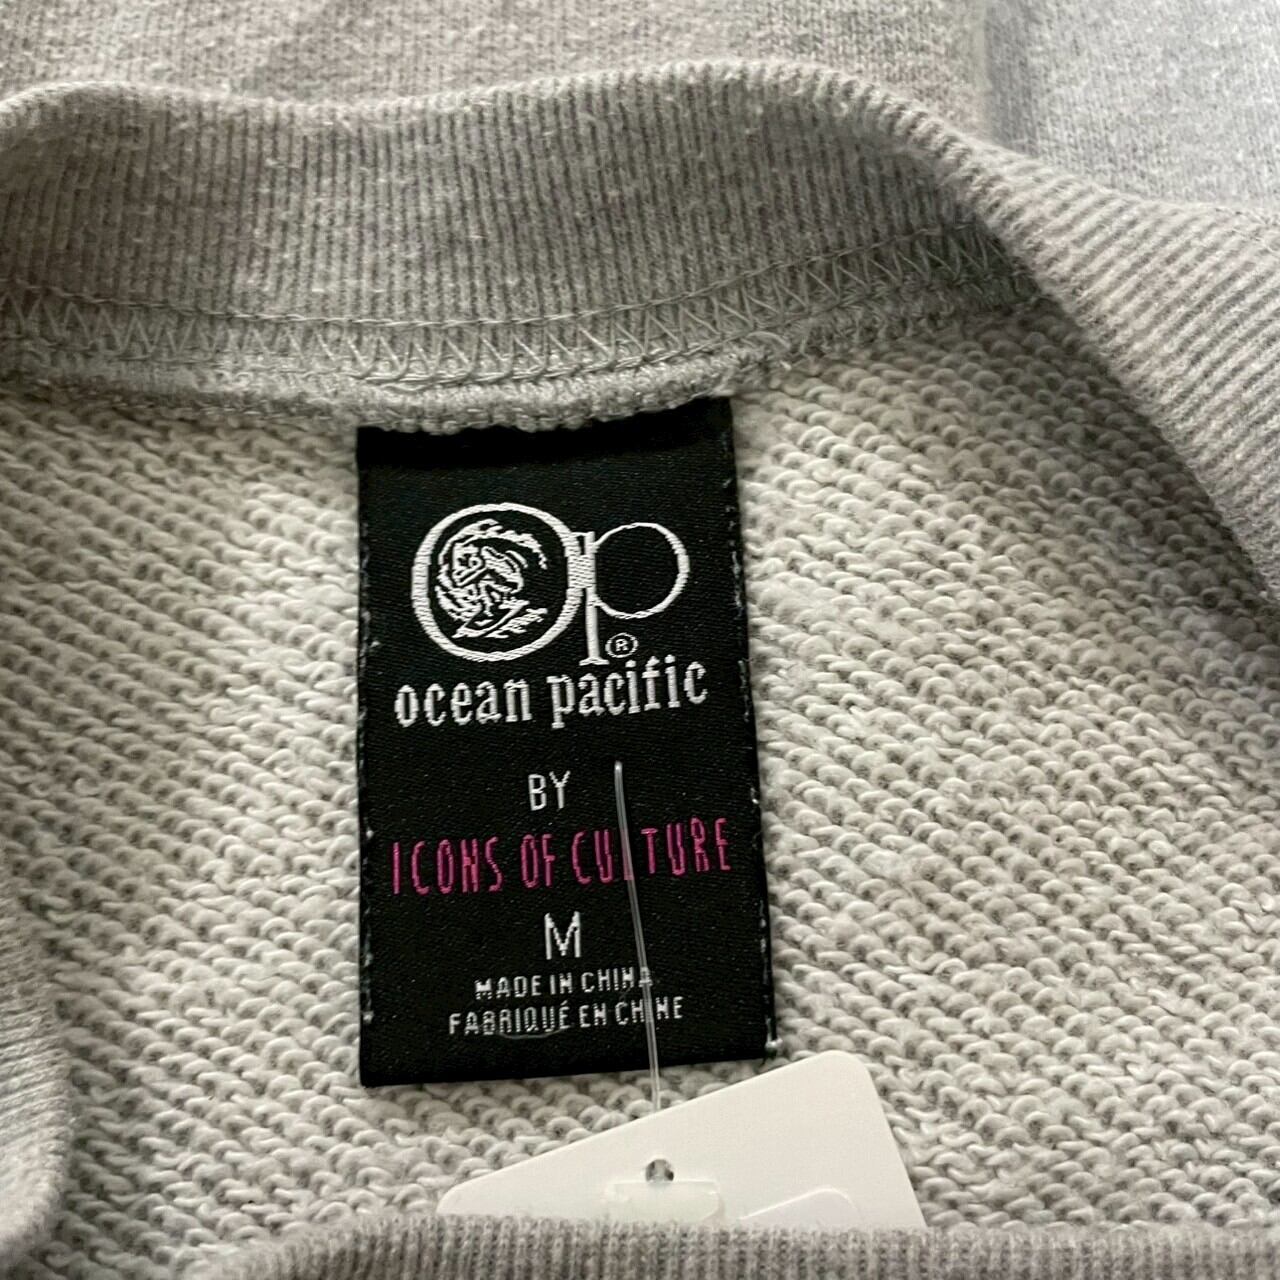 Op®
ocean pacific
BY
ICONS OF CULTURE
M
MADE IN CHINA
FABRIQUÉ EN CHINE